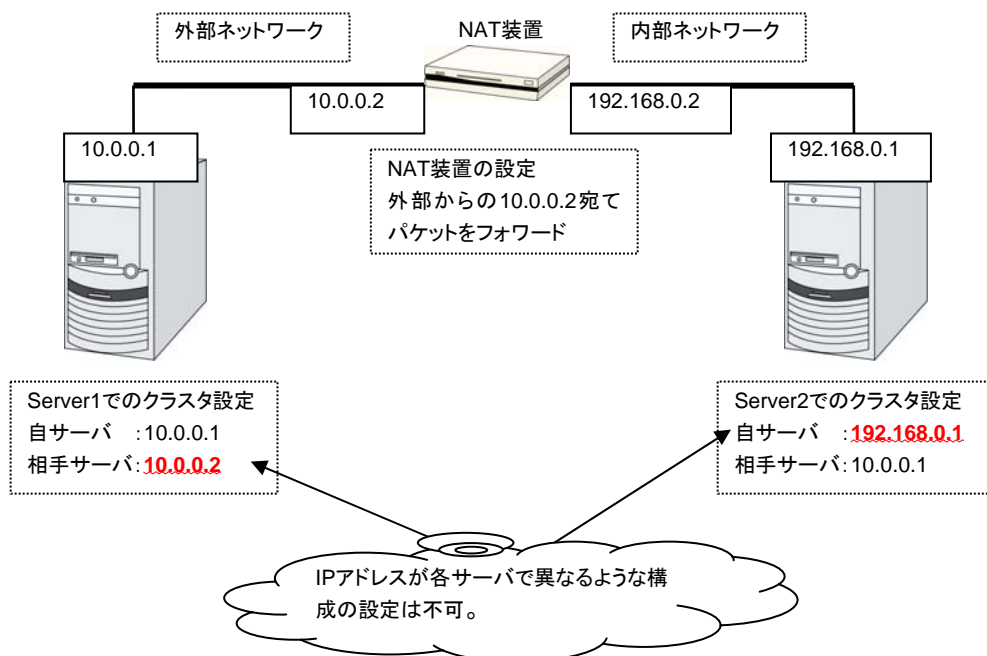 外部ネットワーク
NAT装置
内部ネットワーク
10.0.0.2
192.168.0.2
10.0.0.1
192.168.0.1
NAT装置の設定
外部からの10.0.0.2宛て
パケットをフォワード
Server1でのクラスタ設定
自サーバ :10.0.0.1
相手サーバ:10.0.0.2
Server2でのクラスタ設定
自サーバ :192.168.0.1
相手サーバ:10.0.0.1
IPアドレスが各サーバで異なるような構
成の設定は不可。